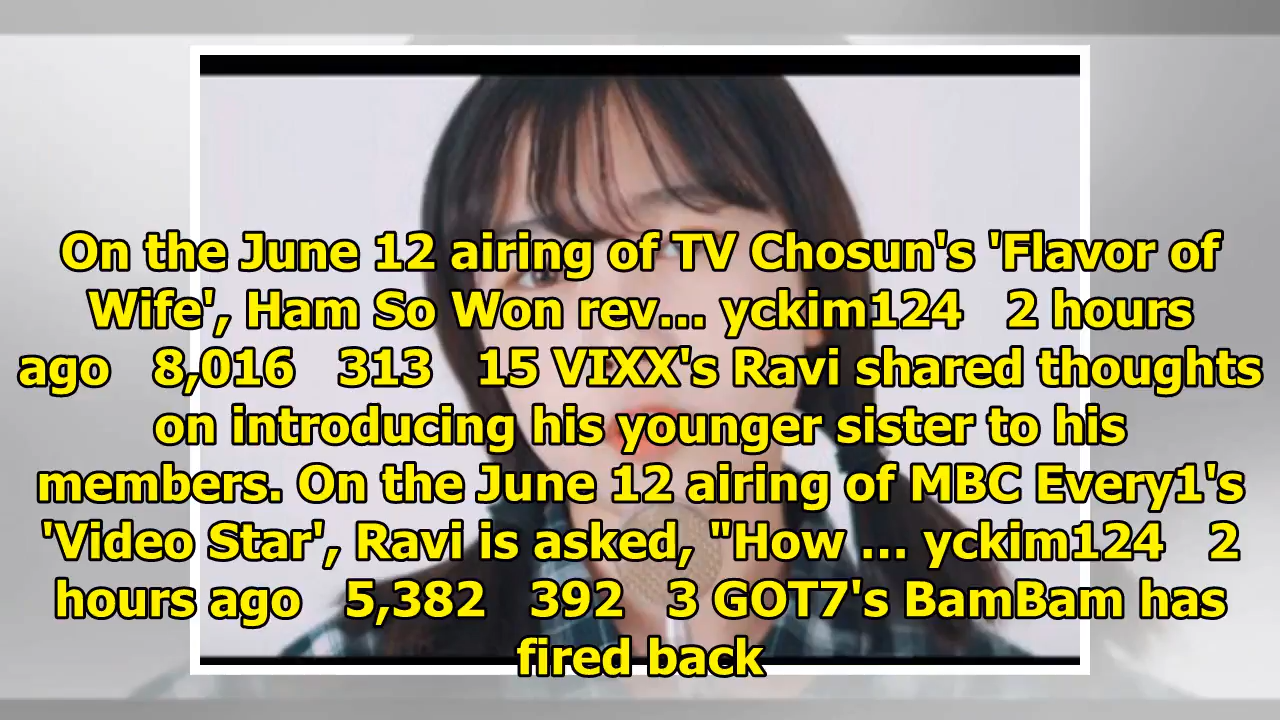 On the June 12 airing of TV Chosun's 'Flavor of
Wife', Ham So Won rev... yckim124 2 hours
ago 8,016 313 15 VIXX's Ravi shared thoughts
on introducing his younger sister to his
members. On the June 12 airing of MBC Every1's
'Video Star', Ravi is asked, "How ... yckim124 2
hours ago 5,382 392 3 GOT7's BamBam has
fired back